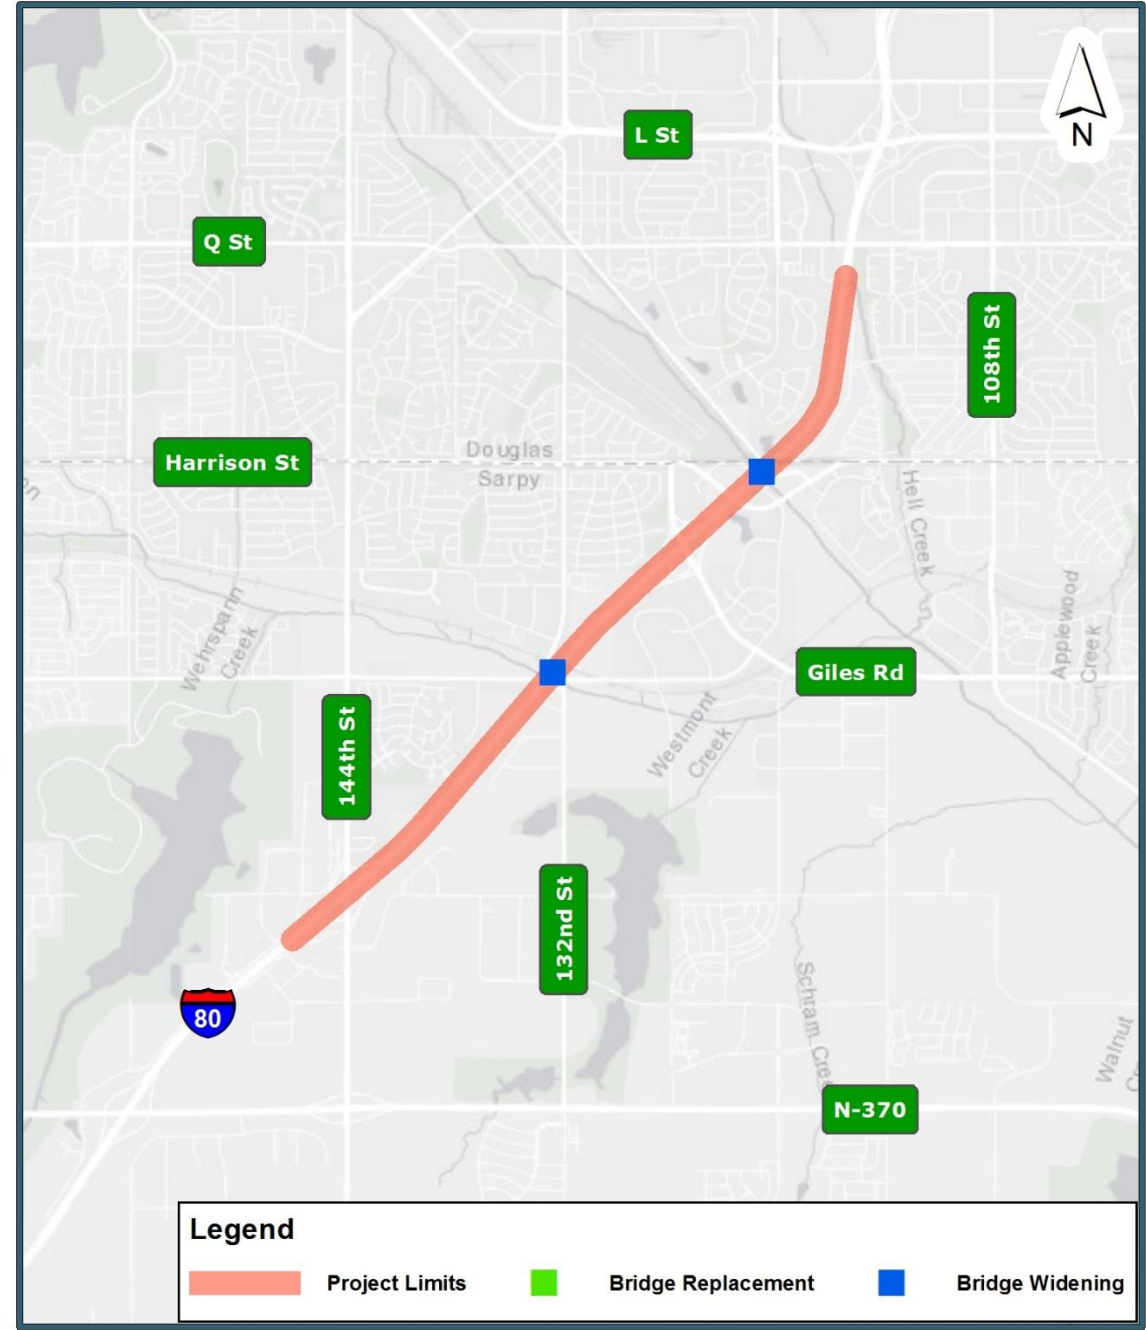 L St
N
Q St
108th St
Harrison St
Douglas
Sarpy
Hell Creek
Wehrspann
Creek
Applewood
Creek
Giles Rd
Westmont
Creek
144th St
132nd St
80
Schram Cree
Walnut
N-370
Legend
Project Limits
Bridge Replacement
Bridge Widening